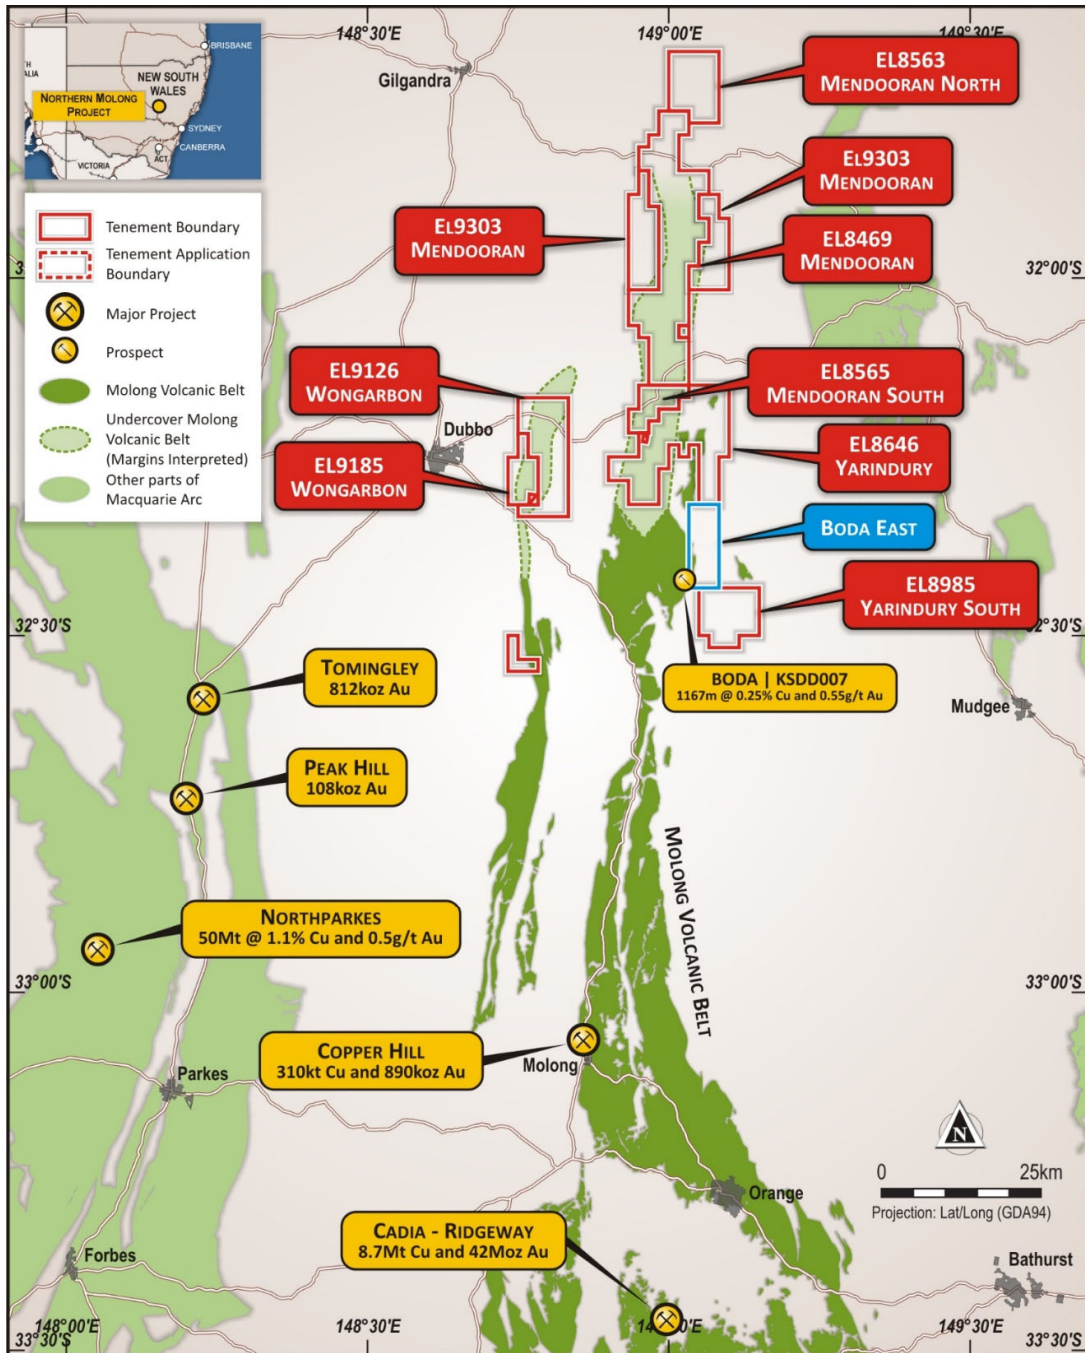 148°30'E
149°00'E
149°30'E
BRISBANE
NEW SOUTH
WALES
NORTHERN MOLONG
PROJECT
SYDNEY
CANBERRA
ACT
VICTORIA
Gilgandra
EL8563
MENDOORAN NORTH
EL9303
MENDOORAN
EL9303
MENDOORAN
EL8469
MENDOORAN
32°00'S
Tenement Boundary
Tenement Application
Boundary
Major Project
Prospect
Molong Volcanic Belt
Undercover Molong
Volcanic Belt
(Margins Interpreted)
Other parts of
Macquarie Arc
EL9126
WONGARBON
Dubbo
EL9185
WONGARBON
EL8565
MENDOORAN SOUTH
EL8646
YARINDURY
BODA EAST
EL8985
YARINDURY SOUTH
32°30'S
32°30'S
BODA | KSDD007
1167m @ 0.25% Cu and 0.55g/t Au
Mudgee
TOMINGLEY
812koz Au
PEAK HILL
108koz Au
NORTHPARKES
50Mt @ 1.1% Cu and 0.5g/t Au
MOLONG VOLCANIC BELT
33°00'S
33°00'S
COPPER HILL
310kt Cu and 890koz Au
Molong
Parkes
N
0 25km
Projection: Lat/Long (GDA94)
Orange
CADIA - RIDGEWAY
8.7Mt Cu and 42Moz Au
Forbes
Bathurst
148°00'E
148°30'E
149°30'E
33°30'S
33°30'S